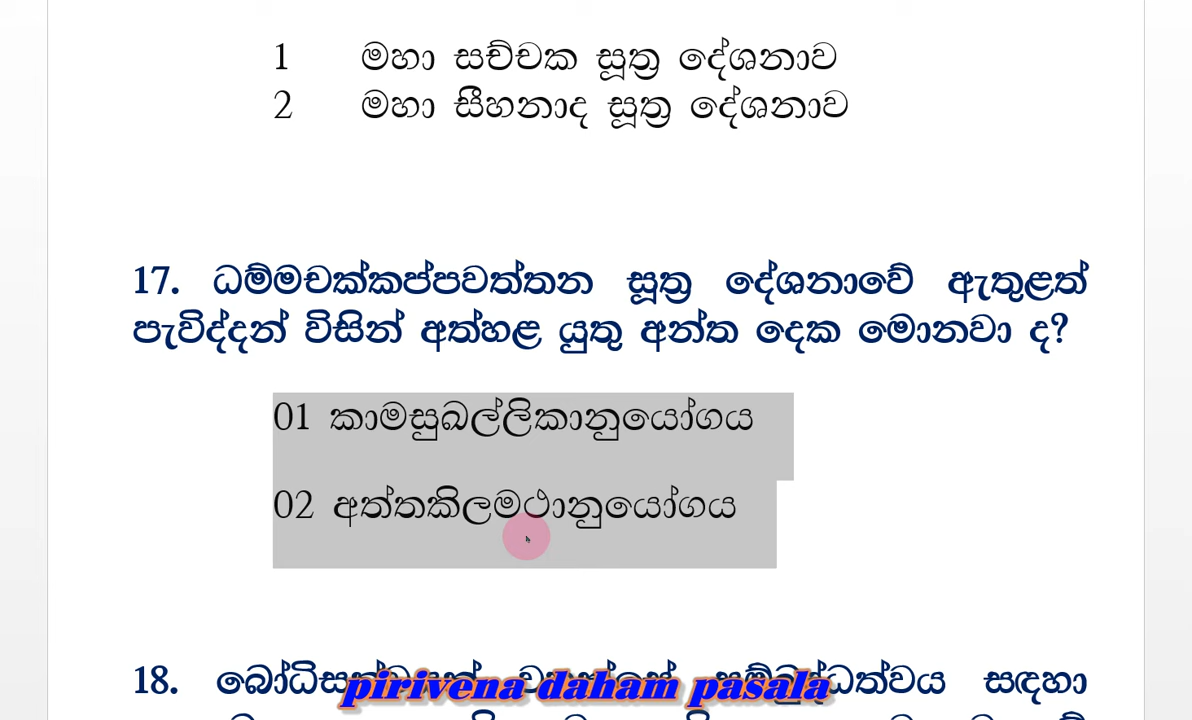 1 මහා සච්චක සූත්‍ර දේශනාව
2 මහා සීහනාද සූත්‍ර දේශනාව
17. ධම්මචක්කප්පවත්තන සූත්‍ර දේශනාවේ ඇතුළත්
පැවිද්දන් විසින් අත්හළ යුතු අන්ත දෙක මොනවා ද?
01 කාමසුඛල්ලිකානුයෝගය
02 අත්තකිලමථානුයෝගය
18. සඳහා
pirivena daham pasala